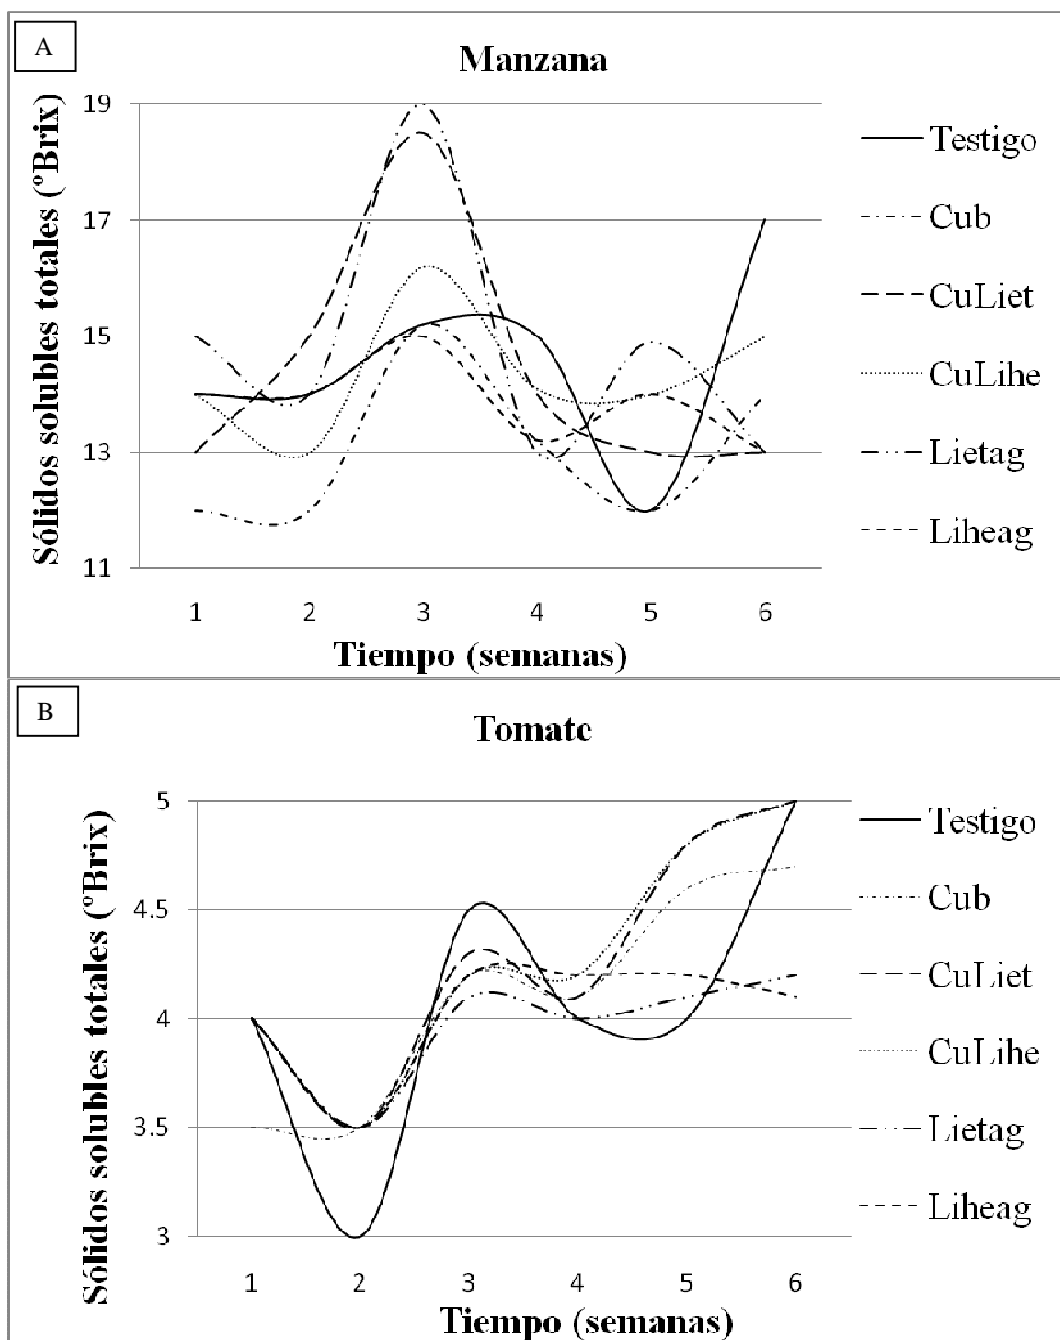 A
Manzana
Sólidos solubles totales (ºBrix)
19
17
15
13
11
1 2 3 4 5 6
Tiempo (semanas)
Testigo
Cub
CuLiet
CuLihe
Lietag
Liheag
B
Tomate
Sólidos solubles totales (ºBrix)
5
4.5
4
3.5
3
1 2 3 4 5 6
Tiempo (semanas)
Testigo
Cub
CuLiet
CuLihe
Lietag
Liheag